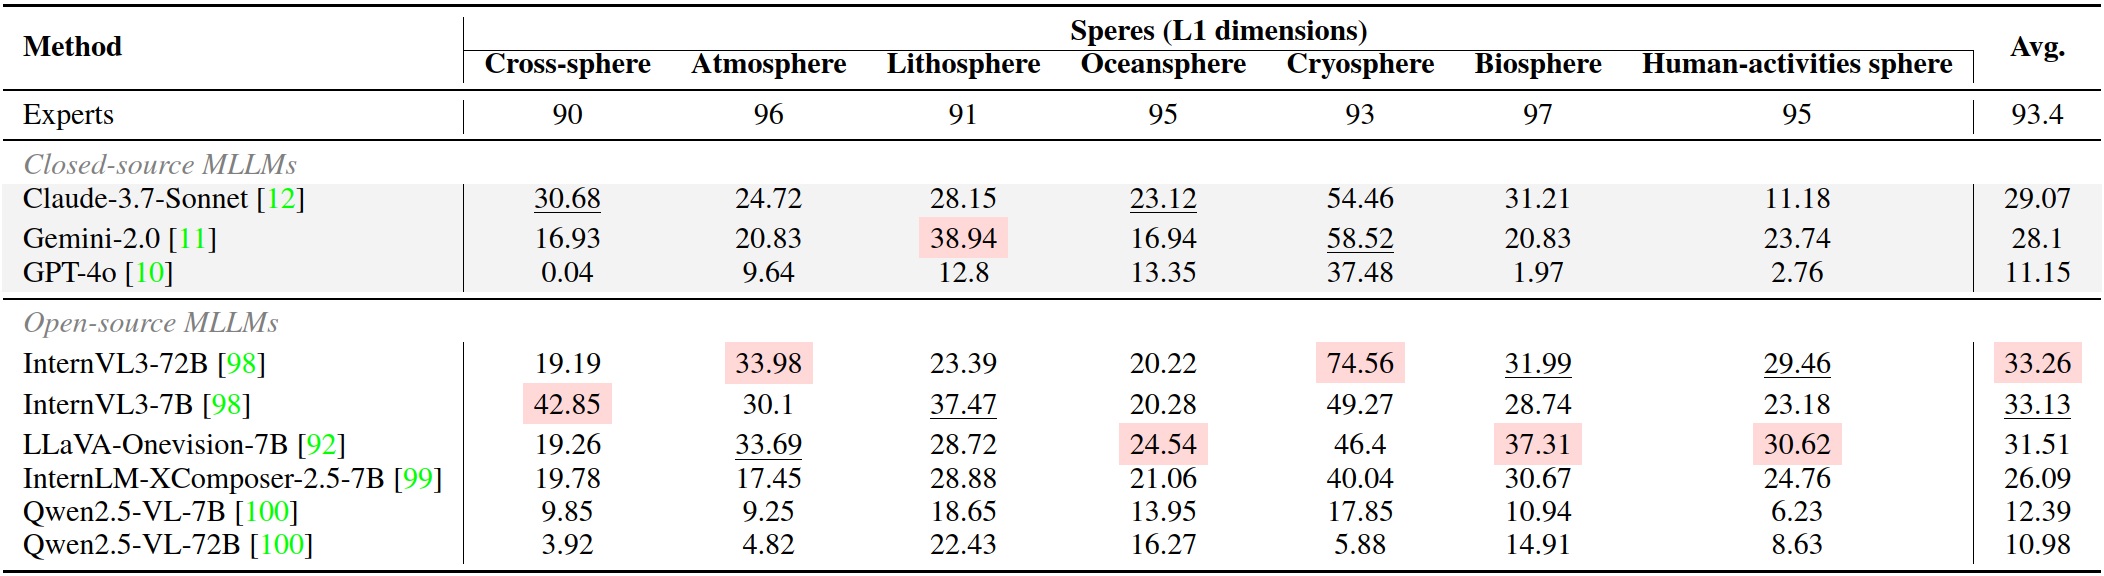 Method Speres (L1 dimensions) Avg.
Cross-sphere Atmosphere Lithosphere Oceansphere Cryosphere Biosphere Human-activities sphere
Experts 90 96 91 95 93 97 95 93.4
Closed-source MLLMs
Claude-3.7-Sonnet [12] 30.68 24.72 28.15 23.12 54.46 31.21 11.18 29.07
Gemini-2.0 [11] 16.93 20.83 38.94 16.94 58.52 20.83 23.74 28.1
GPT-4o [10] 0.04 9.64 12.8 13.35 37.48 1.97 2.76 11.15
Open-source MLLMs
InternVL3-72B [98] 19.19 33.98 23.39 20.22 74.56 31.99 29.46 33.26
InternVL3-7B [98] 42.85 30.1 37.47 20.28 49.27 28.74 23.18 33.13
LLaVA-Onevision-7B [92] 19.26 33.69 28.72 24.54 46.4 37.31 30.62 31.51
InternLM-XComposer-2.5-7B [99] 19.78 17.45 28.88 21.06 40.04 30.67 24.76 26.09
Qwen2.5-VL-7B [100] 9.85 9.25 18.65 13.95 17.85 10.94 6.23 12.39
Qwen2.5-VL-72B [100] 3.92 4.82 22.43 16.27 5.88 14.91 8.63 10.98